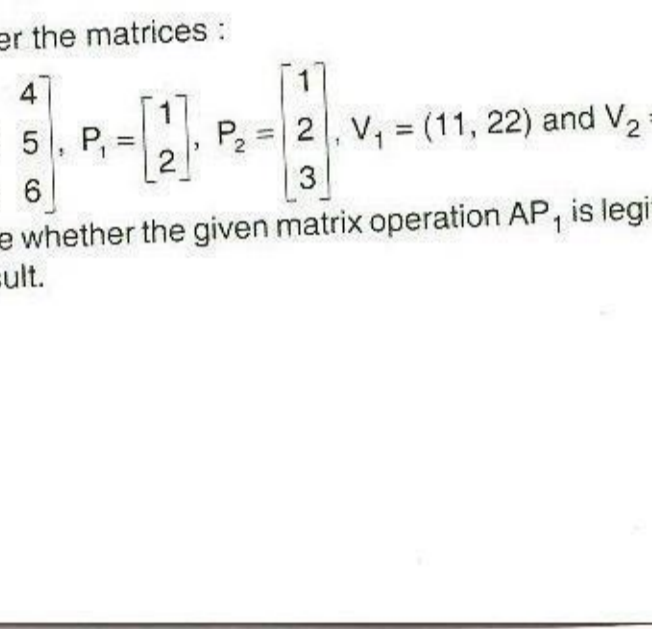 er the matrices :
4
5
6 ], P₁ = [1 2], P₂ = [1 2 3], V₁ = (11, 22) and V₂ =
e whether the given matrix operation AP₁ is legi
sult.